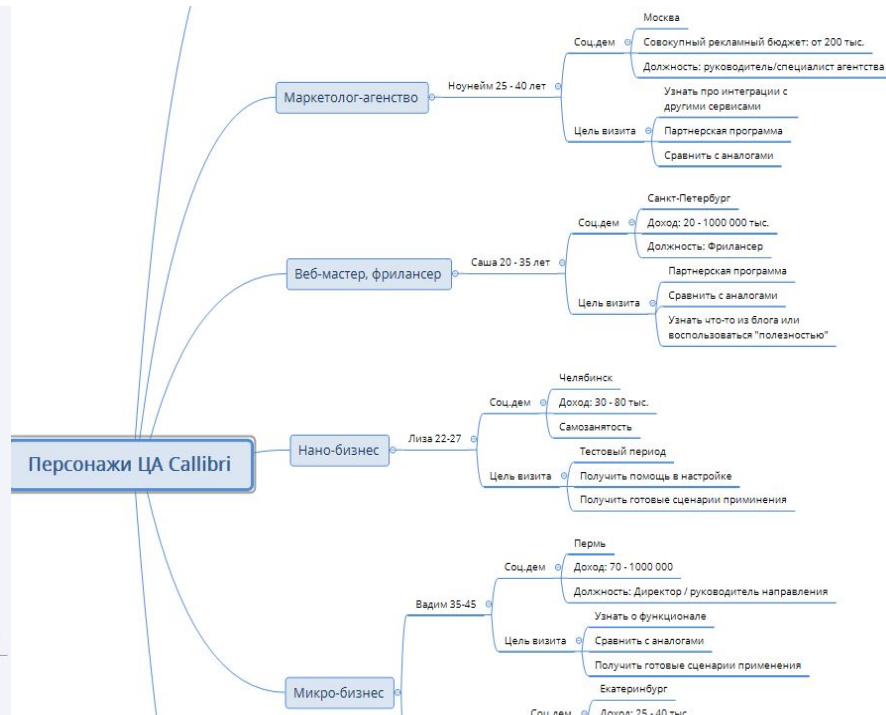 Москва
Соц.дем
Совокупный рекламный бюджет: от 200 тыс.
Должность: руководитель/специалист агентства
Маркетолог-агенство
Ноунейм 25 - 40 лет
Узнать про интеграции с
другими сервисами
Цель визита
Партнерская программа
Сравнить с аналогами
Санкт-Петербург
Соц.дем
Доход: 20 - 1000 000 тыс.
Должность: Фрилансер
Веб-мастер, фрилансер
Саша 20 - 35 лет
Партнерская программа
Цель визита
Сравнить с аналогами
Узнать что-то из блога или
воспользоваться "полезностью"
Челябинск
Соц.дем
Доход: 30 - 80 тыс.
Самозанятость
Персонажи ЦА Callibri
Нано-бизнес
Лиза 22-27
Тестовый период
Цель визита
Получить помощь в настройке
Получить готовые сценарии приминения
Пермь
Соц.дем
Доход: 70 - 1000 000
Должность: Директор / руководитель направления
Вадим 35-45
Узнать о функционале
Цель визита
Сравнить с аналогами
Получить готовые сценарии применения
Микро-бизнес
Екатеринбург
Соц.дем
Доход: 25 - 40 тыс.